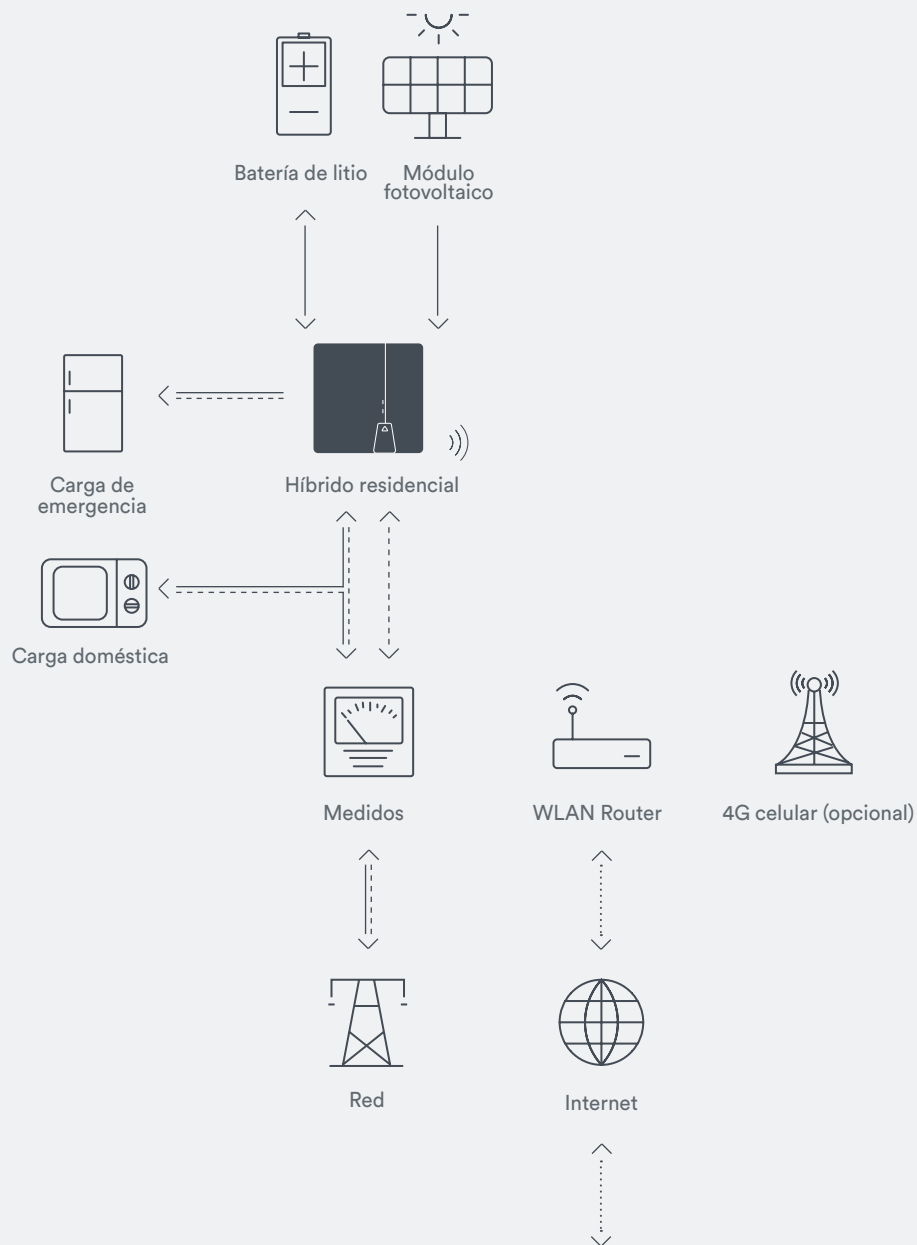 Batería de litio
Módulo
fotovoltaico
Carga de
emergencia
Híbrido residencial
Carga doméstica
Medidos
WLAN Router
4G celular (opcional)
Red
Internet